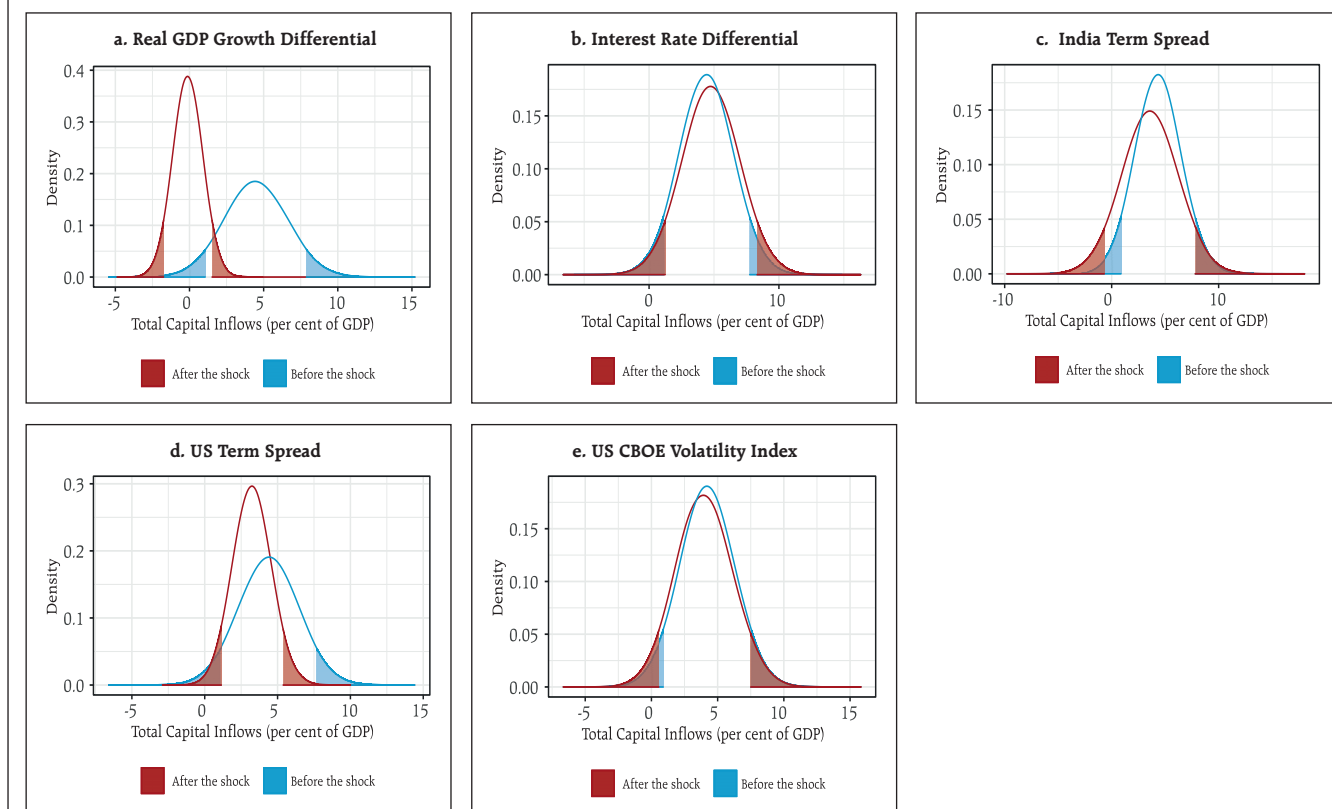 a. Real GDP Growth Differential
Density
0.4
0.3
0.2
0.1
0.0
-5
0
5
10
15
Total Capital Inflows (per cent of GDP)
After the shock
Before the shock
b. Interest Rate Differential
Density
0.15
0.10
0.05
0.00
0
10
Total Capital Inflows (per cent of GDP)
After the shock
Before the shock
c. India Term Spread
Density
0.15
0.10
0.05
0.00
-10
0
10
Total Capital Inflows (per cent of GDP)
After the shock
Before the shock
d. US Term Spread
Density
0.3
0.2
0.1
0.0
-5
0
5
10
15
Total Capital Inflows (per cent of GDP)
After the shock
Before the shock
e. US CBOE Volatility Index
Density
0.15
0.10
0.05
0.00
-5
0
5
10
15
Total Capital Inflows (per cent of GDP)
After the shock
Before the shock